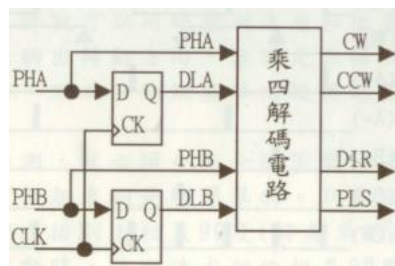 PHA
CW
PHA
D Q
DLA
CCW
CK
乘四解碼電路
PHB
DIR
PHB
D Q
DLB
PLS
CLK
CK